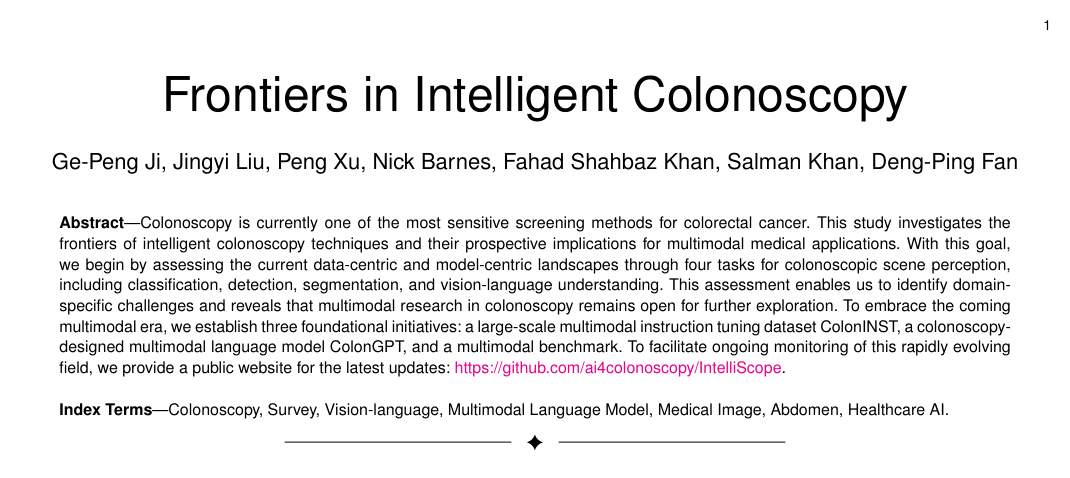 1
Frontiers in Intelligent Colonoscopy
Ge-Peng Ji, Jingyi Liu, Peng Xu, Nick Barnes, Fahad Shahbaz Khan, Salman Khan, Deng-Ping Fan
Abstract—Colonoscopy is currently one of the most sensitive screening methods for colorectal cancer. This study investigates the
frontiers of intelligent colonoscopy techniques and their prospective implications for multimodal medical applications. With this goal,
we begin by assessing the current data-centric and model-centric landscapes through four tasks for colonoscopic scene perception,
including classification, detection, segmentation, and vision-language understanding. This assessment enables us to identify domain-
specific challenges and reveals that multimodal research in colonoscopy remains open for further exploration. To embrace the coming
multimodal era, we establish three foundational initiatives: a large-scale multimodal instruction tuning dataset ColonINST, a colonoscopy-
designed multimodal language model ColonGPT, and a multimodal benchmark. To facilitate ongoing monitoring of this rapidly evolving
field, we provide a public website for the latest updates: https://github.com/ai4colonoscopy/IntelliScope.
Index Terms—Colonoscopy, Survey, Vision-language, Multimodal Language Model, Medical Image, Abdomen, Healthcare AI.